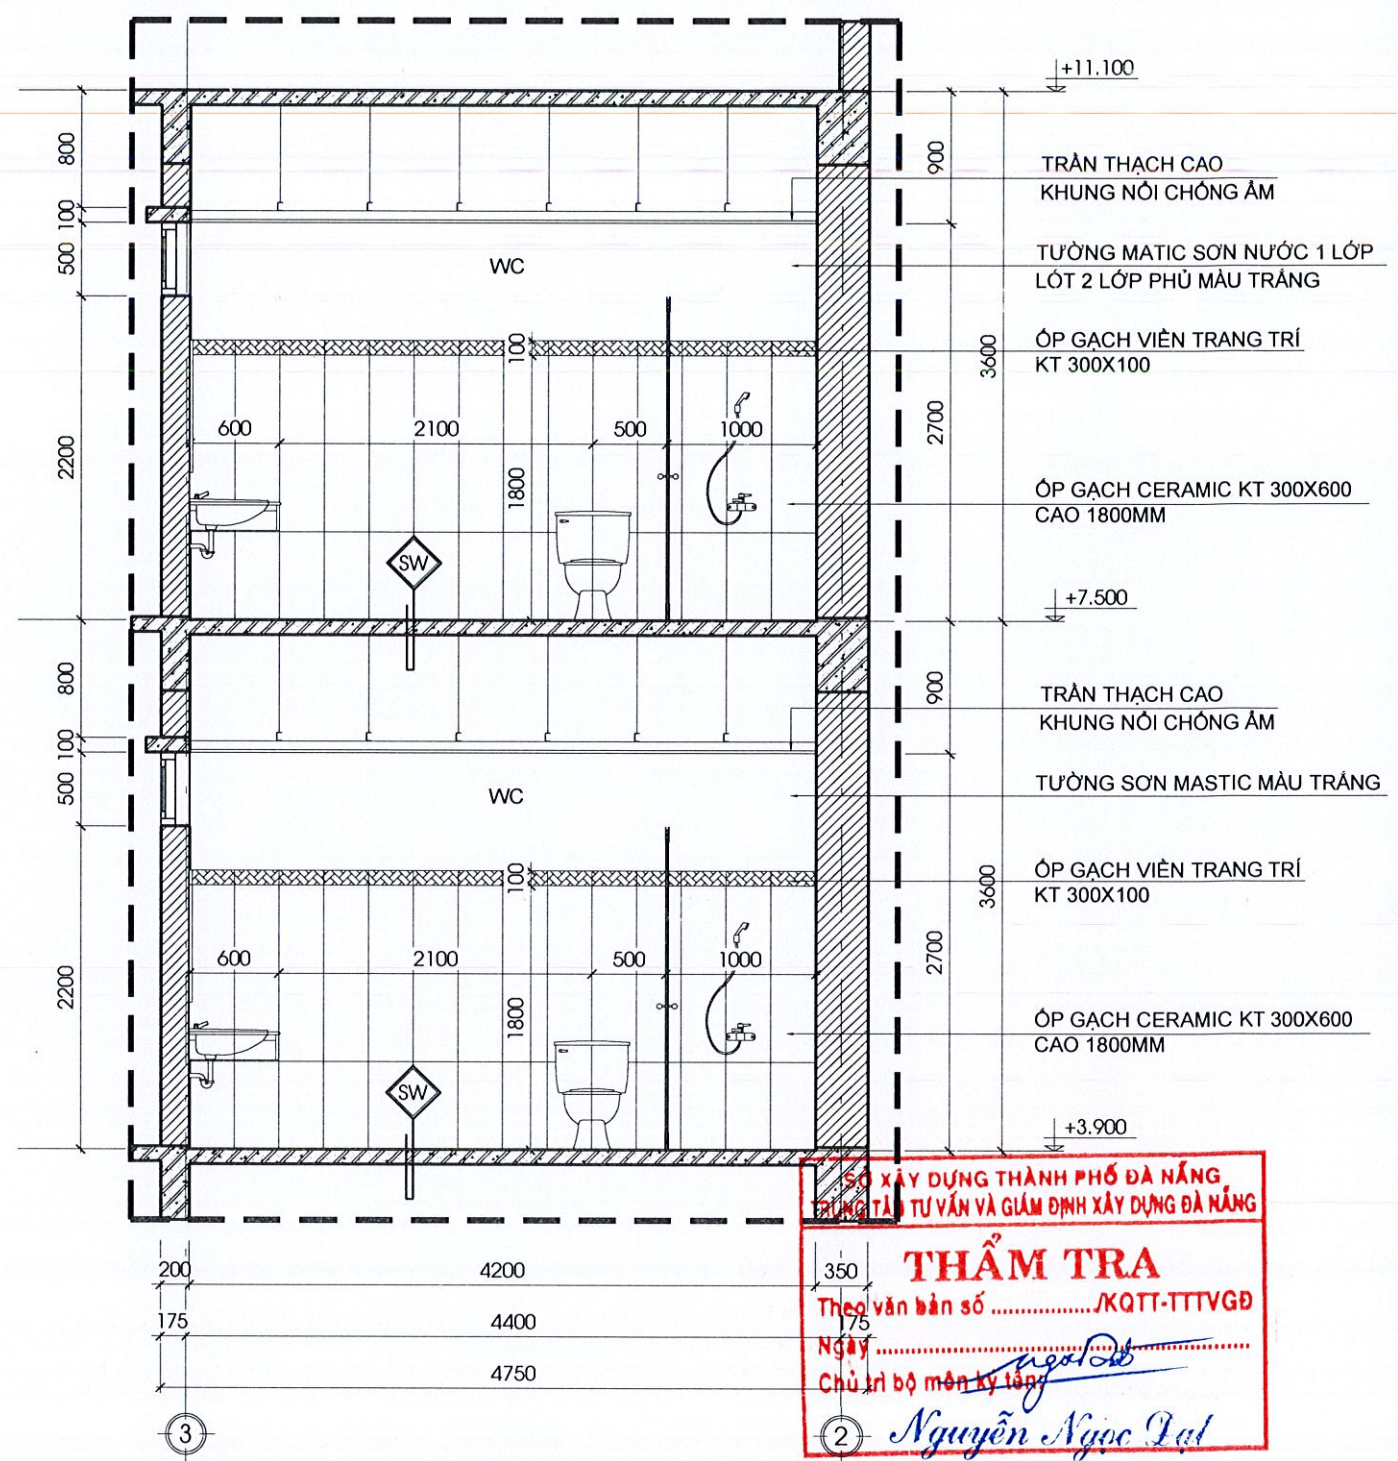 +11.100
800
900
TRẦN THẠCH CAO
KHUNG NỔI CHỐNG ẨM
100
TƯỜNG MATIC SƠN NƯỚC 1 LỚP
LÓT 2 LỚP PHỦ MÀU TRẮNG
500
WC
100
ỐP GẠCH VIỀN TRANG TRÍ
KT 300X100
3600
2700
2200
600
2100
500
1000
1800
ỐP GẠCH CERAMIC KT 300X600
CAO 1800MM
SW
+7.500
800
900
TRẦN THẠCH CAO
KHUNG NỔI CHỐNG ẨM
100
500
WC
TƯỜNG SƠN MASTIC MÀU TRẮNG
100
ỐP GẠCH VIỀN TRANG TRÍ
KT 300X100
3600
2700
2200
600
2100
500
1000
1800
ỐP GẠCH CERAMIC KT 300X600
CAO 1800MM
SW
+3.900
SỞ XÂY DỰNG THÀNH PHỐ ĐÀ NẴNG
TRUNG TÂM TƯ VẤN VÀ GIÁM ĐỊNH XÂY DỰNG ĐÀ NẴNG
THẨM TRA
Theo văn bản số ................../KQTT-TTTVGĐ
Ngày
Chủ trì bộ môn ký tên:
Nguyễn Ngọc Đạt
200
4200
350
175
4400
175
4750
3
2